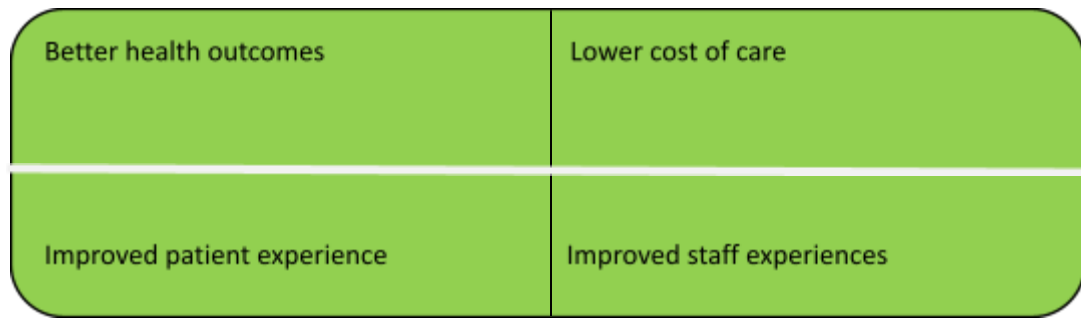 Better health outcomes
Lower cost of care
Improved patient experience
Improved staff experiences